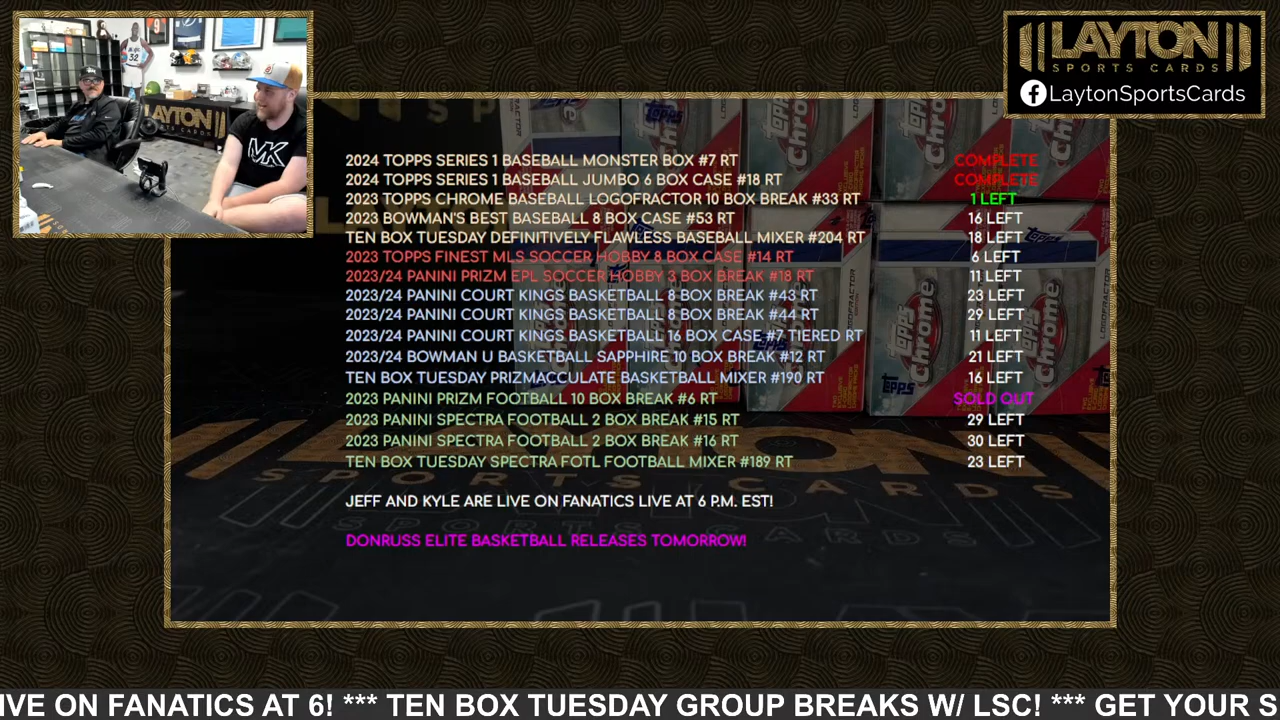 LAYTON
SPORTS CARDS
LaytonSportsCards
LAYTON
MK
32
2024 TOPPS SERIES 1 BASEBALL MONSTER BOX #7 RT COMPLETE
2024 TOPPS SERIES 1 BASEBALL JUMBO 6 BOX CASE #18 RT COMPLETE
2023 TOPPS CHROME BASEBALL LOGOFRACTOR 10 BOX BREAK #33 RT 1 LEFT
2023 BOWMAN'S BEST BASEBALL 8 BOX CASE #53 RT 16 LEFT
TEN BOX TUESDAY DEFINITIVELY FLAWLESS BASEBALL MIXER #204 RT 18 LEFT
2023 TOPPS FINEST MLS SOCCER HOBBY 8 BOX CASE #14 RT 6 LEFT
2023/24 PANINI PRIZM EPL SOCCER HOBBY 3 BOX BREAK #18 RT 11 LEFT
2023/24 PANINI COURT KINGS BASKETBALL 8 BOX BREAK #43 RT 23 LEFT
2023/24 PANINI COURT KINGS BASKETBALL 8 BOX BREAK #44 RT 29 LEFT
2023/24 PANINI COURT KINGS BASKETBALL 16 BOX CASE #7 TIERED RT 11 LEFT
2023/24 BOWMAN U BASKETBALL SAPPHIRE 10 BOX BREAK #12 RT 21 LEFT
TEN BOX TUESDAY PRIZMACCULATE BASKETBALL MIXER #190 RT 16 LEFT
2023 PANINI PRIZM FOOTBALL 10 BOX BREAK #6 RT SOLD OUT
2023 PANINI SPECTRA FOOTBALL 2 BOX BREAK #15 RT 29 LEFT
2023 PANINI SPECTRA FOOTBALL 2 BOX BREAK #16 RT 30 LEFT
TEN BOX TUESDAY SPECTRA FOTL FOOTBALL MIXER #189 RT 23 LEFT
JEFF AND KYLE ARE LIVE ON FANATICS LIVE AT 6 P.M. EST!
DONRUSS ELITE BASKETBALL RELEASES TOMORROW!
IVE ON FANATICS AT 6! *** TEN BOX TUESDAY GROUP BREAKS W/ LSC! *** GET YOUR S